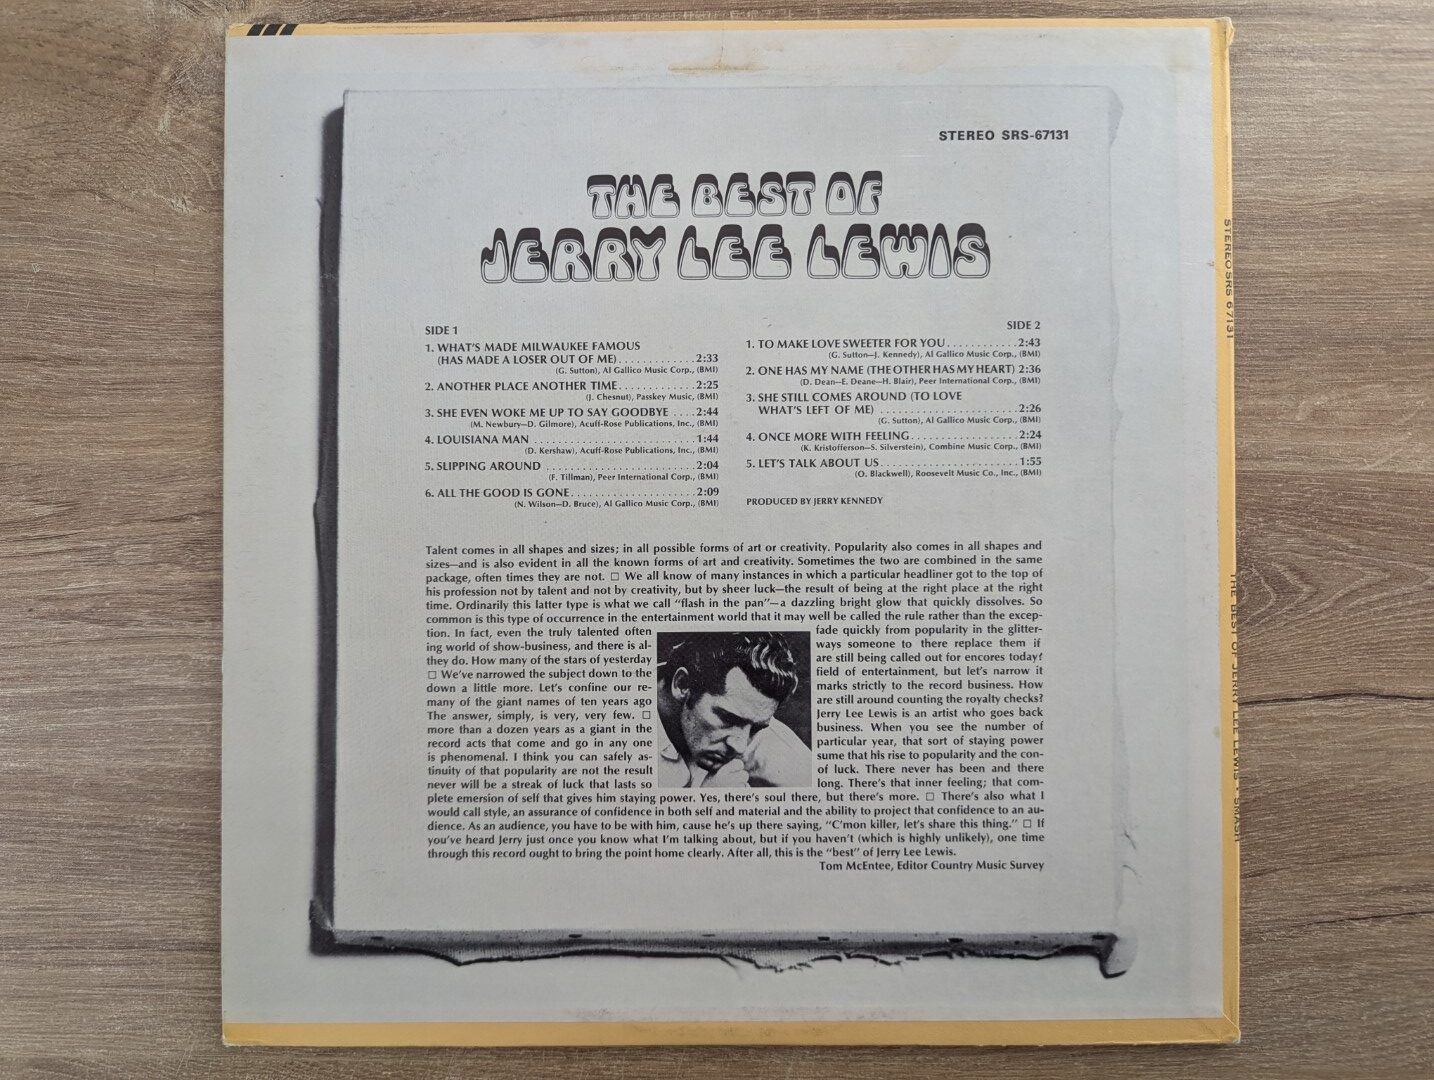 STEREO SRS-67131
THE BEST OF
JERRY LEE LEWIS
SIDE 1
1. WHAT'S MADE MILWAUKEE FAMOUS
(HAS MADE A LOSER OUT OF ME) . . . . . . . . . . . . 2:33
(G. Sutton), Al Gallico Music Corp., (BMI)
2. ANOTHER PLACE ANOTHER TIME . . . . . . . . . . . . 2:25
(J. Chesnut), Passkey Music, (BMI)
3. SHE EVEN WOKE ME UP TO SAY GOODBYE . . . . 2:44
(M. Newbury—D. Gilmore), Acuff-Rose Publications, Inc., (BMI)
4. LOUISIANA MAN . . . . . . . . . . . . . . . . . . . . . . . . . 1:44
(D. Kershaw), Acuff-Rose Publications, Inc., (BMI)
5. SLIPPING AROUND . . . . . . . . . . . . . . . . . . . . . . . 2:04
(F. Tillman), Peer International Corp., (BMI)
6. ALL THE GOOD IS GONE . . . . . . . . . . . . . . . . . . . 2:09
(N. Wilson—D. Bruce), Al Gallico Music Corp., (BMI)
SIDE 2
1. TO MAKE LOVE SWEETER FOR YOU . . . . . . . . . . . 2:43
(G. Sutton—J. Kennedy), Al Gallico Music Corp., (BMI)
2. ONE HAS MY NAME (THE OTHER HAS MY HEART) 2:36
(D. Dean—E. Deane—H. Blair), Peer International Corp., (BMI)
3. SHE STILL COMES AROUND (TO LOVE
WHAT'S LEFT OF ME) . . . . . . . . . . . . . . . . . . . . . . . 2:26
(G. Sutton), Al Gallico Music Corp., (BMI)
4. ONCE MORE WITH FEELING . . . . . . . . . . . . . . . . . 2:24
(K. Kristofferson—S. Silverstein), Combine Music Corp., (BMI)
5. LET'S TALK ABOUT US . . . . . . . . . . . . . . . . . . . . . . 1:55
(O. Blackwell), Roosevelt Music Co., Inc., (BMI)
PRODUCED BY JERRY KENNEDY
Talent comes in all shapes and sizes; in all possible forms of art or creativity. Popularity also comes in all shapes and
sizes—and is also evident in all the known forms of art and creativity. Sometimes the two are combined in the same
package, often times they are not. □ We all know of many instances in which a particular headliner got to the top of
his profession not by talent and not by creativity, but by sheer luck—the result of being at the right place at the right
time. Ordinarily this latter type is what we call "flash in the pan"—a dazzling bright glow that quickly dissolves. So
common is this type of occurrence in the entertainment world that it may well be called the rule rather than the excep-
tion. In fact, even the truly talented often fade quickly from popularity in the glitter-
ing world of show-business, and there is al- ways someone to there replace them if
they do. How many of the stars of yesterday are still being called out for encores today?
□ We've narrowed the subject down to the field of entertainment, but let's narrow it
down a little more. Let's confine our re- marks strictly to the record business. How
many of the giant names of ten years ago are still around counting the royalty checks?
The answer, simply, is very, very few. □ Jerry Lee Lewis is an artist who goes back
more than a dozen years as a giant in the business. When you see the number of
record acts that come and go in any one particular year, that sort of staying power
is phenomenal. I think you can safely as- sume that his rise to popularity and the con-
tinuity of that popularity are not the result of luck. There never has been and there
never will be a streak of luck that lasts so long. There's that inner feeling; that com-
plete emersion of self that gives him staying power. Yes, there's soul there, but there's more. □ There's also what I
would call style, an assurance of confidence in both self and material and the ability to project that confidence to an au-
dience. As an audience, you have to be with him, cause he's up there saying, "C'mon killer, let's share this thing." □ If
you've heard Jerry just once you know what I'm talking about, but if you haven't (which is highly unlikely), one time
through this record ought to bring the point home clearly. After all, this is the "best" of Jerry Lee Lewis.
Tom McEntee, Editor Country Music Survey
STEREO SRS 67131
THE BEST OF JERRY LEE LEWIS • SMASH